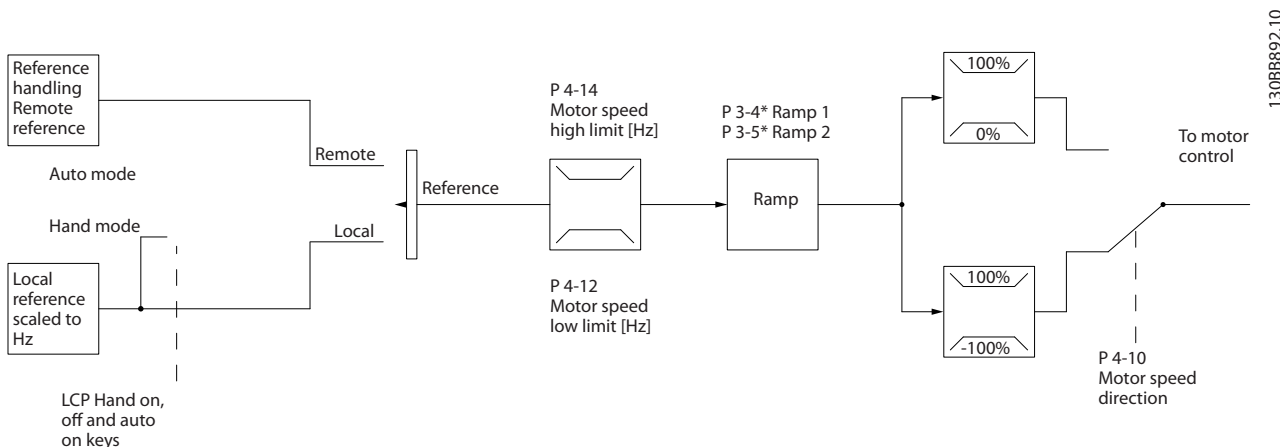 Reference
handling
Remote
reference
Auto mode
Hand mode
Local
reference
scaled to
Hz
LCP Hand on,
off and auto
on keys
Remote
Local
Reference
P 4-14
Motor speed
high limit [Hz]
P 4-12
Motor speed
low limit [Hz]
P 3-4* Ramp 1
P 3-5* Ramp 2
Ramp
100%
0%
100%
-100%
To motor
control
P 4-10
Motor speed
direction
130BB892.10